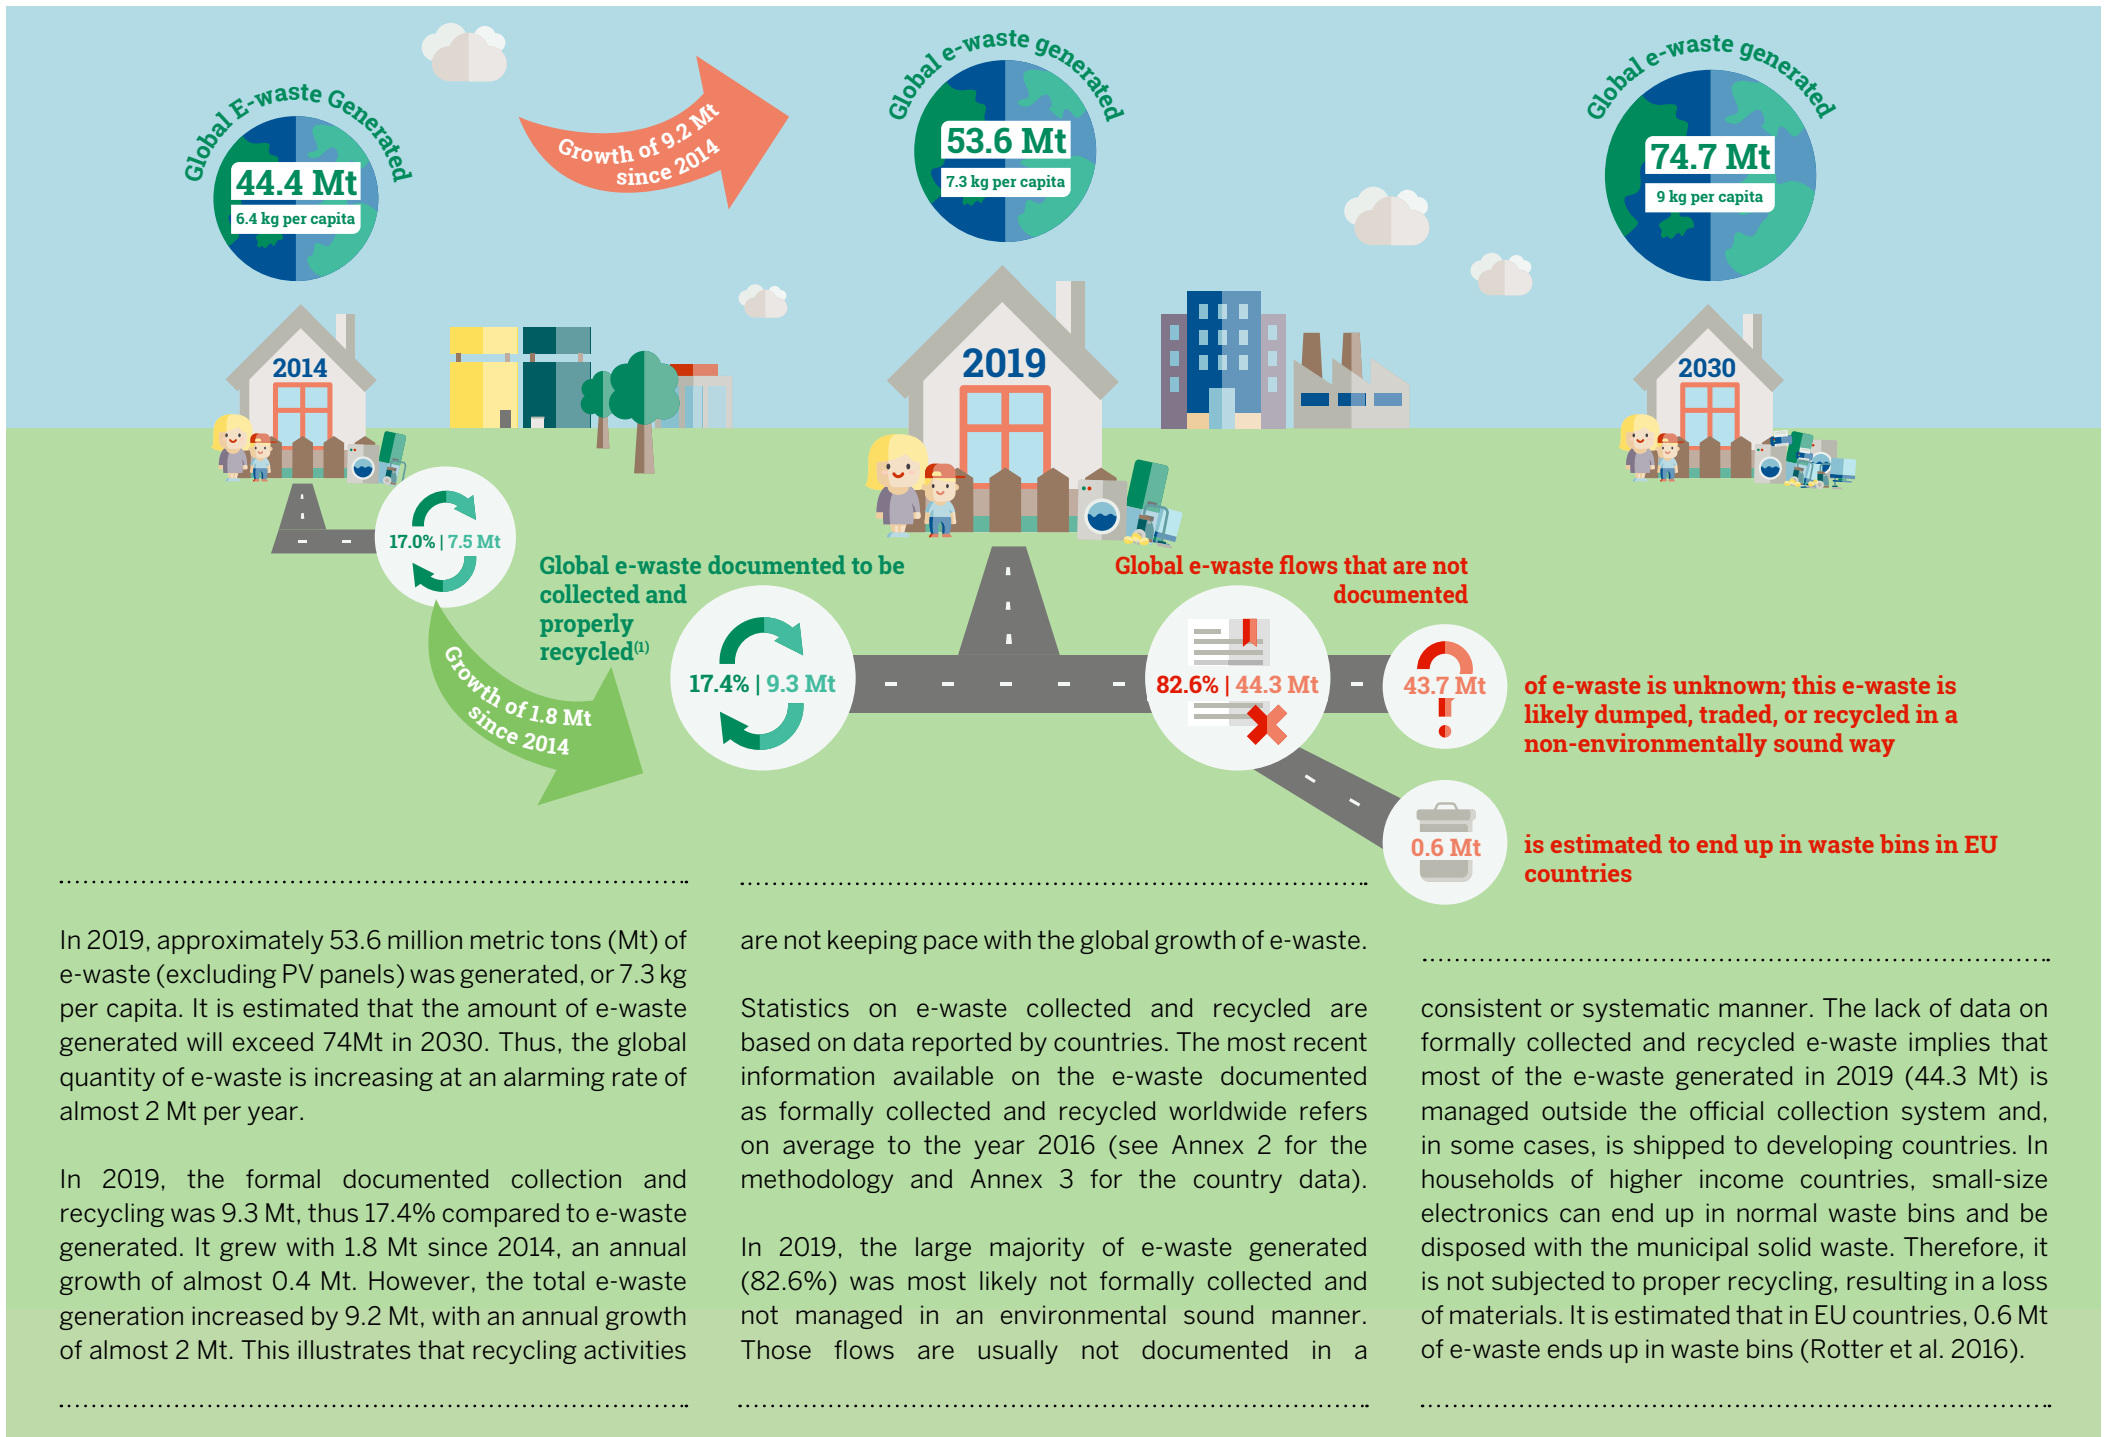 Global E-waste Generated
44.4 Mt
6.4 kg per capita
Growth of 9.2 Mt
since 2014
Global e-waste generated
53.6 Mt
7.3 kg per capita
Global e-waste generated
74.7 Mt
9 kg per capita
2014
2019
2030
17.0% | 7.5 Mt
Growth of 1.8 Mt
since 2014
Global e-waste documented to be
collected and
properly
recycled(1)
17.4% | 9.3 Mt
Global e-waste flows that are not
documented
82.6% | 44.3 Mt
43.7 Mt
of e-waste is unknown; this e-waste is
likely dumped, traded, or recycled in a
non-environmentally sound way
0.6 Mt
is estimated to end up in waste bins in EU
countries
In 2019, approximately 53.6 million metric tons (Mt) of
e-waste (excluding PV panels) was generated, or 7.3 kg
per capita. It is estimated that the amount of e-waste
generated will exceed 74Mt in 2030. Thus, the global
quantity of e-waste is increasing at an alarming rate of
almost 2 Mt per year.
In 2019, the formal documented collection and
recycling was 9.3 Mt, thus 17.4% compared to e-waste
generated. It grew with 1.8 Mt since 2014, an annual
growth of almost 0.4 Mt. However, the total e-waste
generation increased by 9.2 Mt, with an annual growth
of almost 2 Mt. This illustrates that recycling activities
are not keeping pace with the global growth of e-waste.
Statistics on e-waste collected and recycled are
based on data reported by countries. The most recent
information available on the e-waste documented
as formally collected and recycled worldwide refers
on average to the year 2016 (see Annex 2 for the
methodology and Annex 3 for the country data).
In 2019, the large majority of e-waste generated
(82.6%) was most likely not formally collected and
not managed in an environmental sound manner.
Those flows are usually not documented in a
consistent or systematic manner. The lack of data on
formally collected and recycled e-waste implies that
most of the e-waste generated in 2019 (44.3 Mt) is
managed outside the official collection system and,
in some cases, is shipped to developing countries. In
households of higher income countries, small-size
electronics can end up in normal waste bins and be
disposed with the municipal solid waste. Therefore, it
is not subjected to proper recycling, resulting in a loss
of materials. It is estimated that in EU countries, 0.6 Mt
of e-waste ends up in waste bins (Rotter et al. 2016).